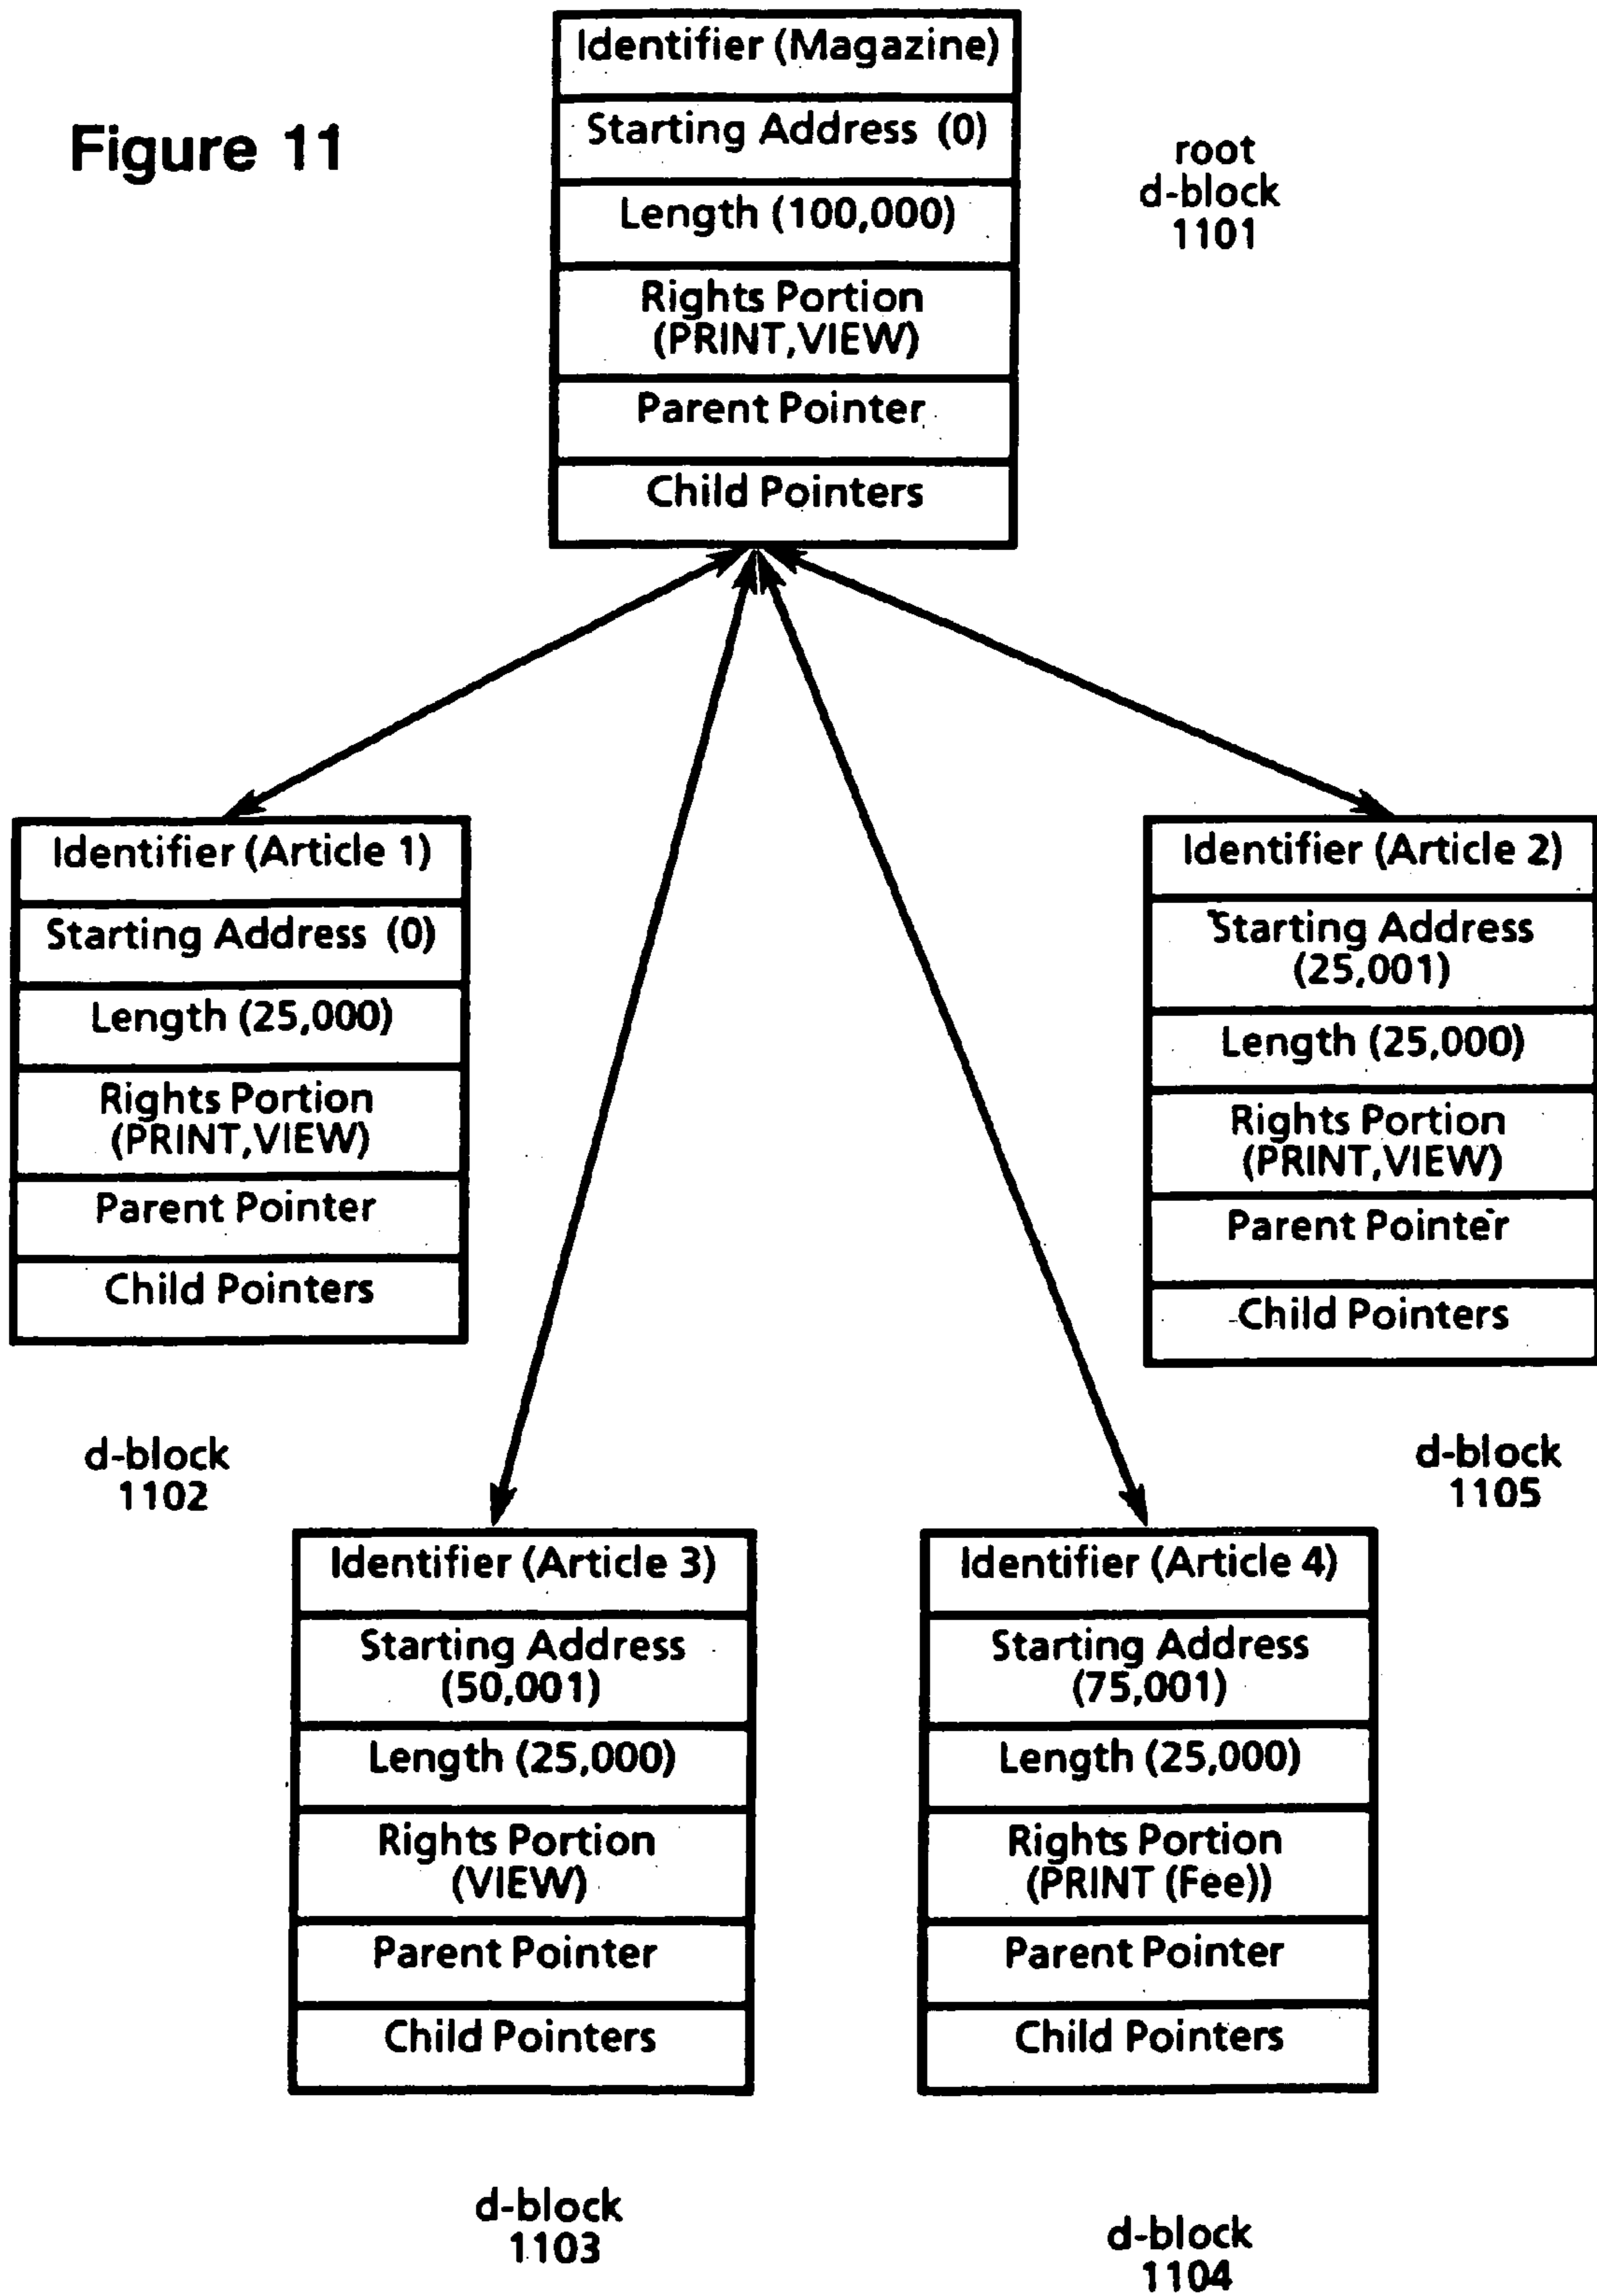 Figure 11
Identifier (Magazine)
Starting Address (0)
Length (100,000)
Rights Portion
(PRINT,VIEW)
Parent Pointer
Child Pointers
root
d-block
1101
Identifier (Article 1)
Starting Address (0)
Length (25,000)
Rights Portion
(PRINT,VIEW)
Parent Pointer
Child Pointers
d-block
1102
Identifier (Article 2)
Starting Address
(25,001)
Length (25,000)
Rights Portion
(PRINT,VIEW)
Parent Pointer
Child Pointers
d-block
1105
Identifier (Article 3)
Starting Address
(50,001)
Length (25,000)
Rights Portion
(VIEW)
Parent Pointer
Child Pointers
d-block
1103
Identifier (Article 4)
Starting Address
(75,001)
Length (25,000)
Rights Portion
(PRINT (Fee))
Parent Pointer
Child Pointers
d-block
1104